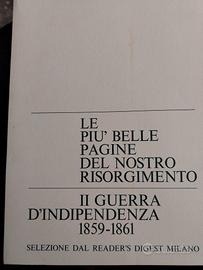 LE
PIU' BELLE
PAGINE
DEL NOSTRO
RISORGIMENTO
II GUERRA
D'INDIPENDENZA
1859-1861
SELEZIONE DAL READER'S DIGEST MILANO